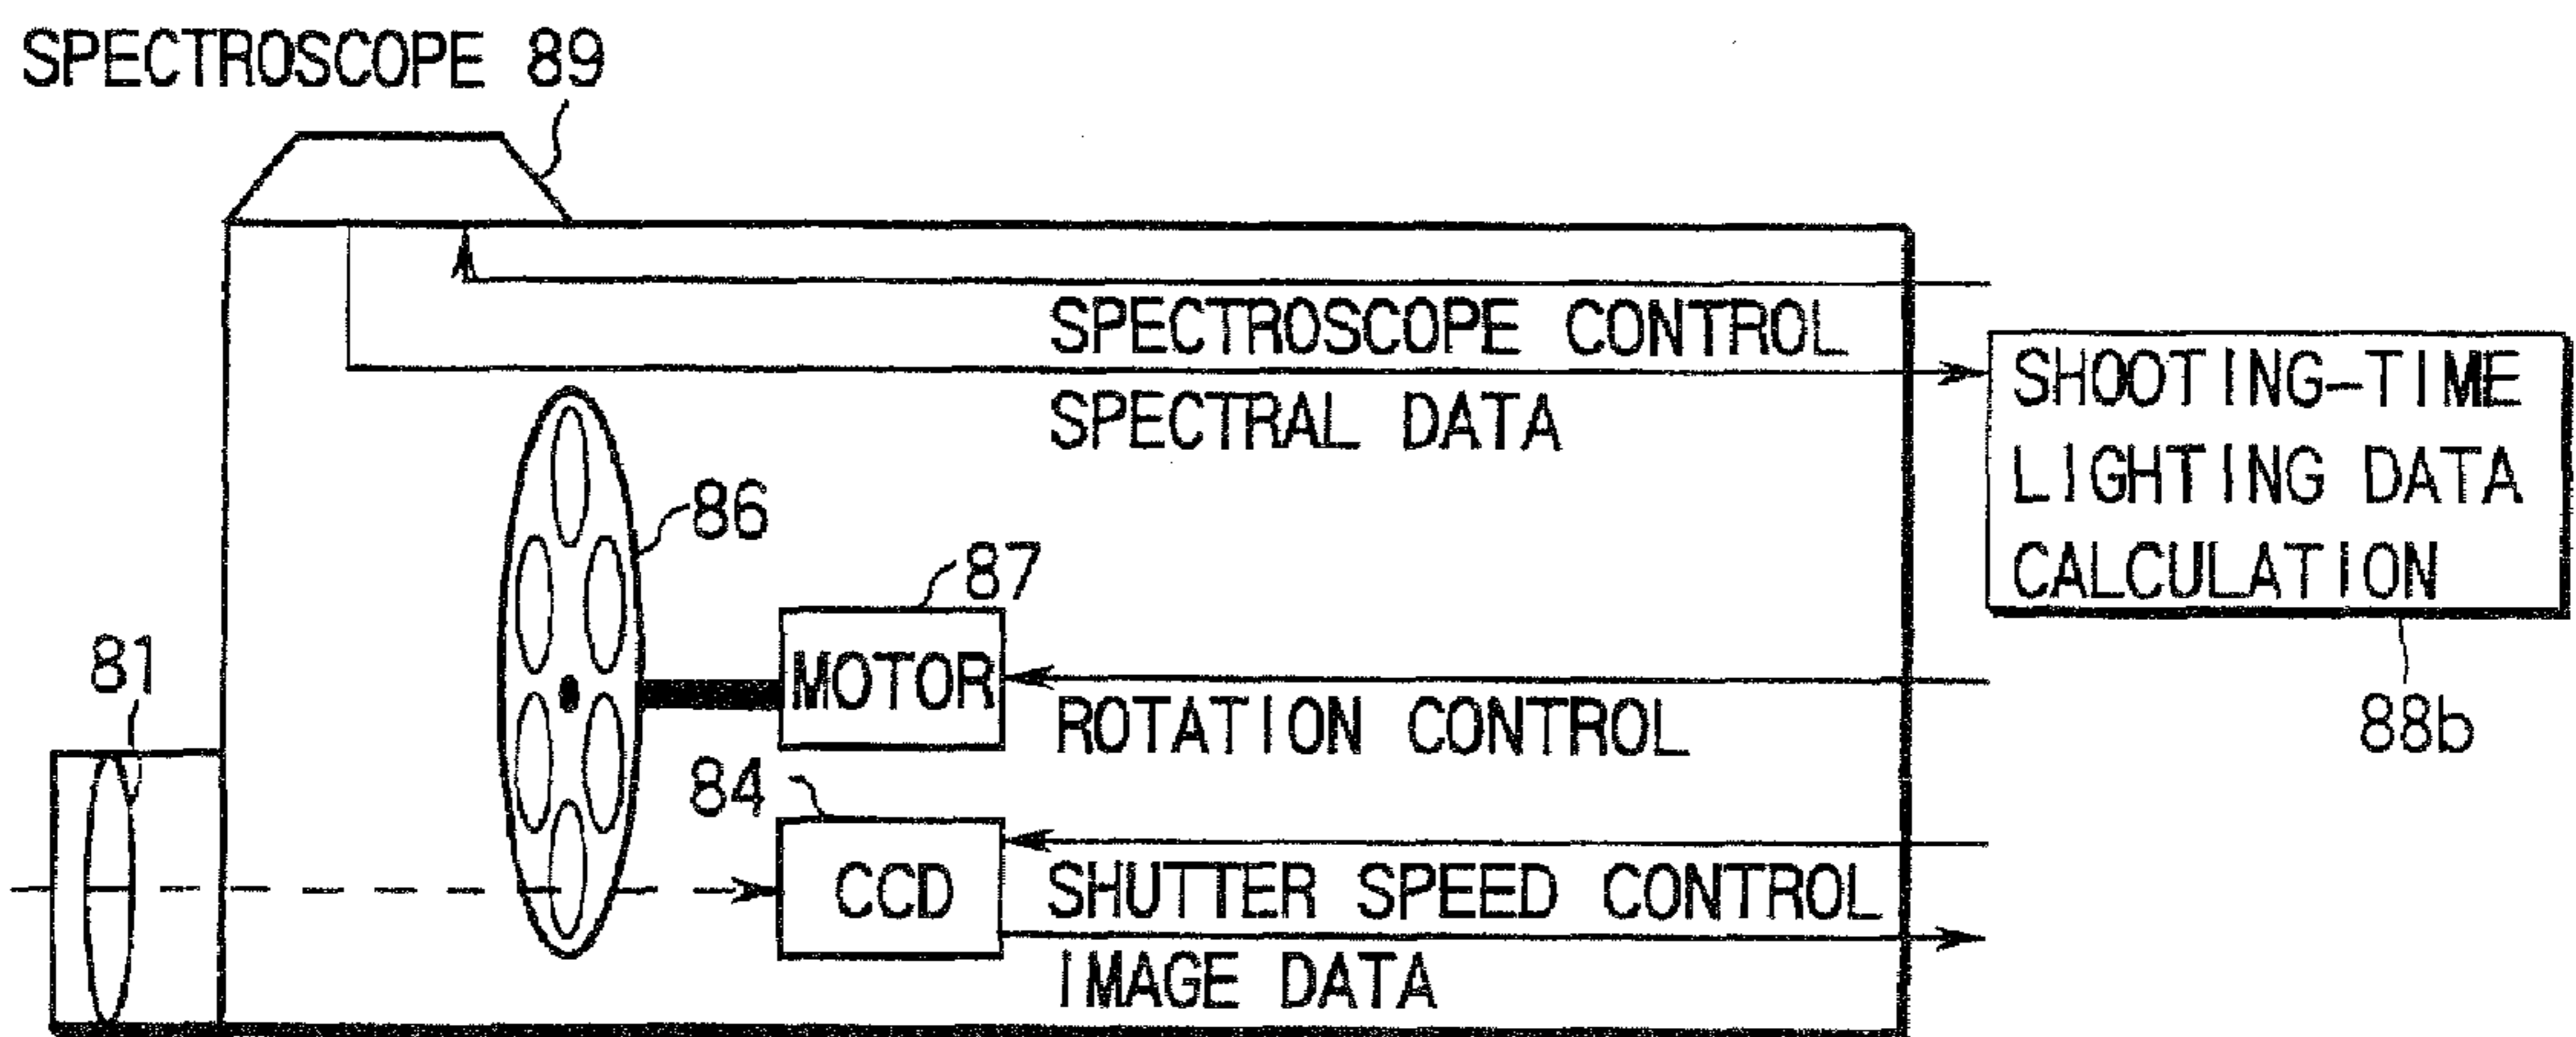 SPECTROSCOPE 89
SPECTROSCOPE CONTROL
SPECTRAL DATA
SHOOTING-TIME
LIGHTING DATA
CALCULATION
88b
86
87
MOTOR
ROTATION CONTROL
81
84
CCD
SHUTTER SPEED CONTROL
IMAGE DATA